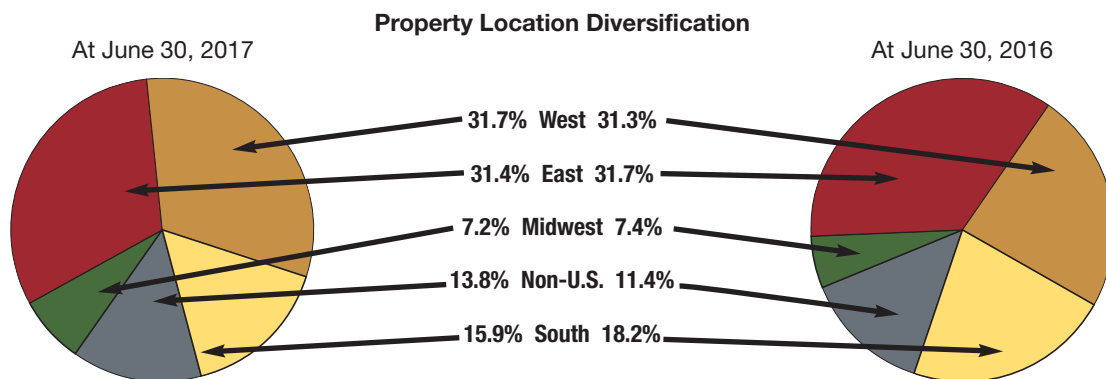 Property Location Diversification
At June 30, 2017
At June 30, 2016
31.7% West 31.3%
31.4% East 31.7%
7.2% Midwest 7.4%
13.8% Non-U.S. 11.4%
15.9% South 18.2%